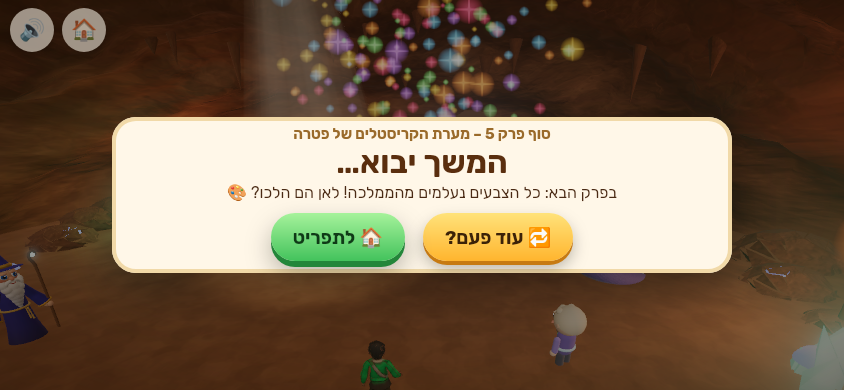 סוף פרק 5 – מערת הקריסטלים של פטרה
המשך יבוא...
בפרק הבא: כל הצבעים נעלמים מהממלכה! לאן הם הלכו? 🎨
🔁 עוד פעם?
🏠 לתפריט